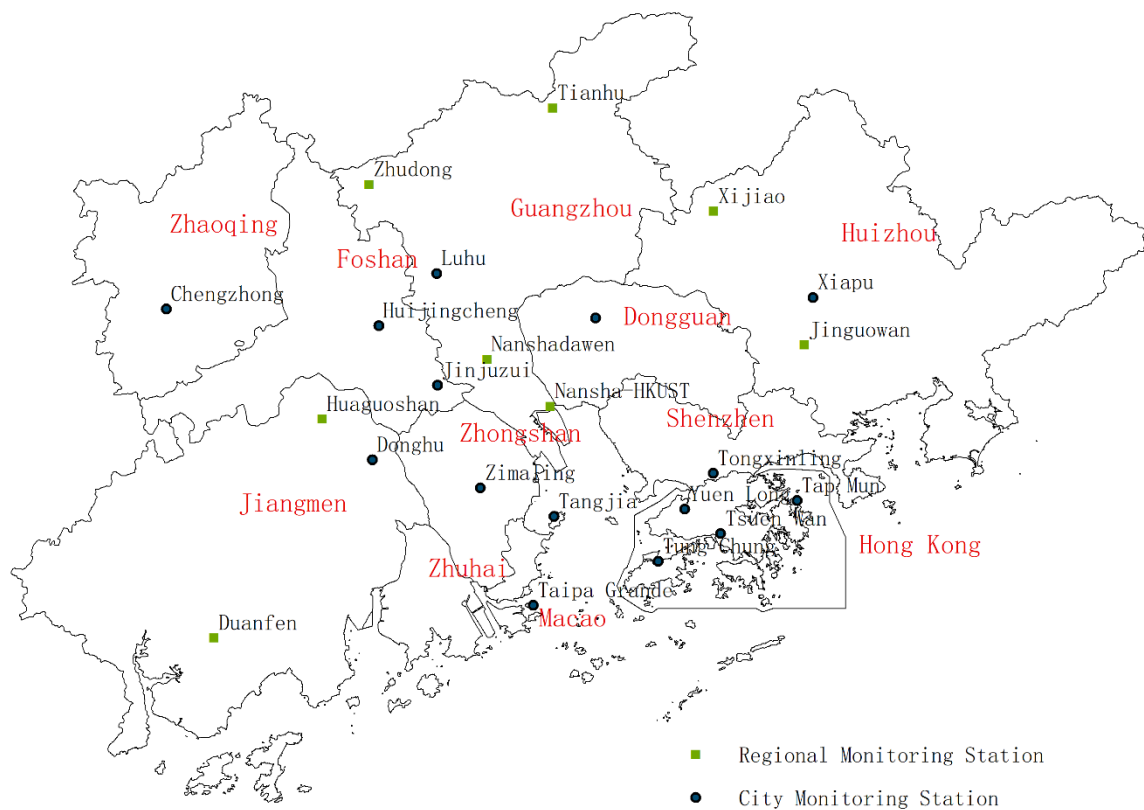 Tianhu
Zhudong
Xijiao
Guangzhou
Zhaoqing
Huizhou
Foshan
Luhu
Chengzhong
Xiapu
Huijingcheng
Dongguan
Jinguowan
Nanshadawen
Jinjuzui
Nansha-HKUST
Huaguoshan
Shenzhen
Zhongshan
Donghu
Tongxinling
Zimaling
Jiangmen
Tangjia
Yuen Long
Tap Mun
Tsuen Wan
Hong Kong
Tung Chung
Zhuhai
Taipa Grande
Macao
Duanfen
Regional Monitoring Station
City Monitoring Station